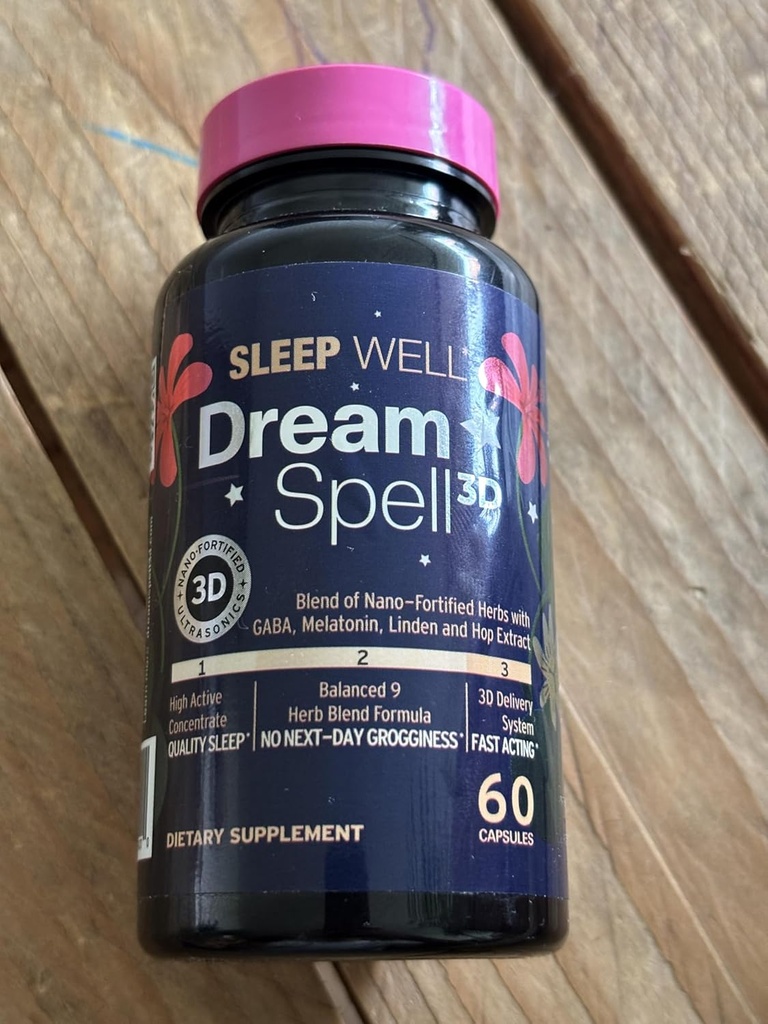 SLEEP WELL*
Dream
Spell 3D
NANO-FORTIFIED
3D
ULTRASONICS
Blend of Nano-Fortified Herbs with
GABA, Melatonin, Linden and Hop Extract
1 2 3
High Active
Concentrate
QUALITY SLEEP*
Balanced 9
Herb Blend Formula
NO NEXT-DAY GROGGINESS*
3D Delivery
System
FAST ACTING*
60
CAPSULES
DIETARY SUPPLEMENT